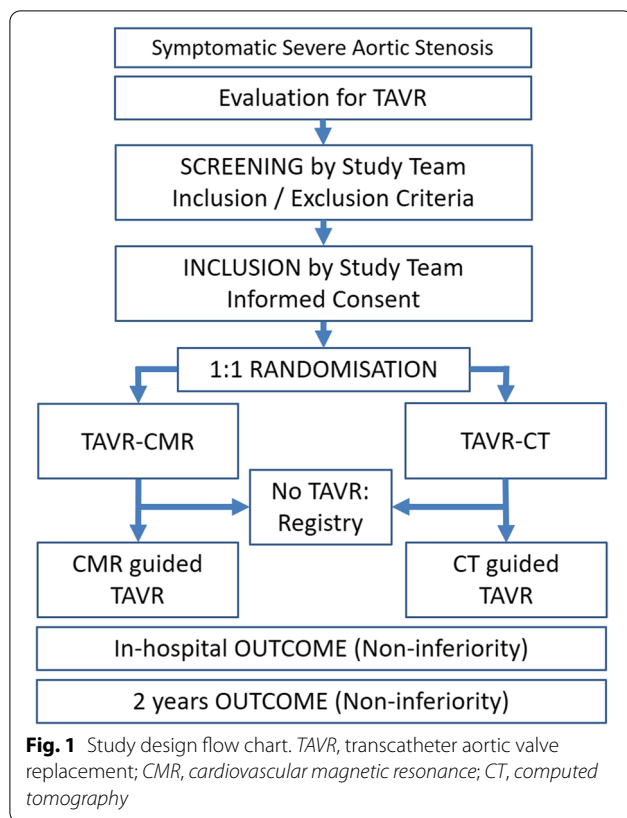 Symptomatic Severe Aortic Stenosis
Evaluation for TAVR
SCREENING by Study Team
Inclusion / Exclusion Criteria
INCLUSION by Study Team
Informed Consent
1:1 RANDOMISATION
TAVR-CMR
TAVR-CT
No TAVR:
Registry
CMR guided
TAVR
CT guided
TAVR
In-hospital OUTCOME (Non-inferiority)
2 years OUTCOME (Non-inferiority)
Fig. 1 Study design flow chart. TAVR, transcatheter aortic valve
replacement; CMR, cardiovascular magnetic resonance; CT, computed
tomography